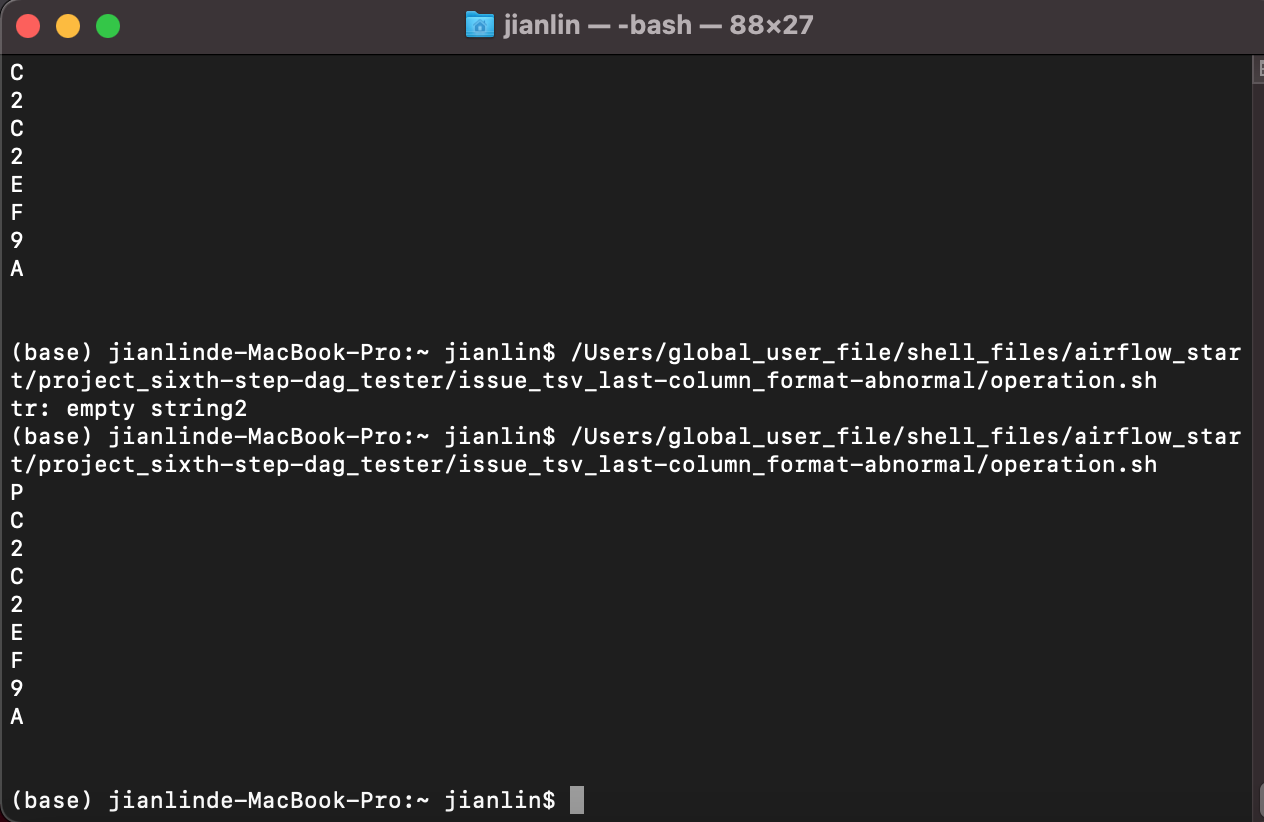 jianlin — -bash — 88×27
C
2
C
2
E
F
9
A
(base) jianlinde-MacBook-Pro:~ jianlin$ /Users/global_user_file/shell_files/airflow_star
t/project_sixth-step-dag_tester/issue_tsv_last-column_format-abnormal/operation.sh
tr: empty string2
(base) jianlinde-MacBook-Pro:~ jianlin$ /Users/global_user_file/shell_files/airflow_star
t/project_sixth-step-dag_tester/issue_tsv_last-column_format-abnormal/operation.sh
P
C
2
C
2
E
F
9
A
(base) jianlinde-MacBook-Pro:~ jianlin$